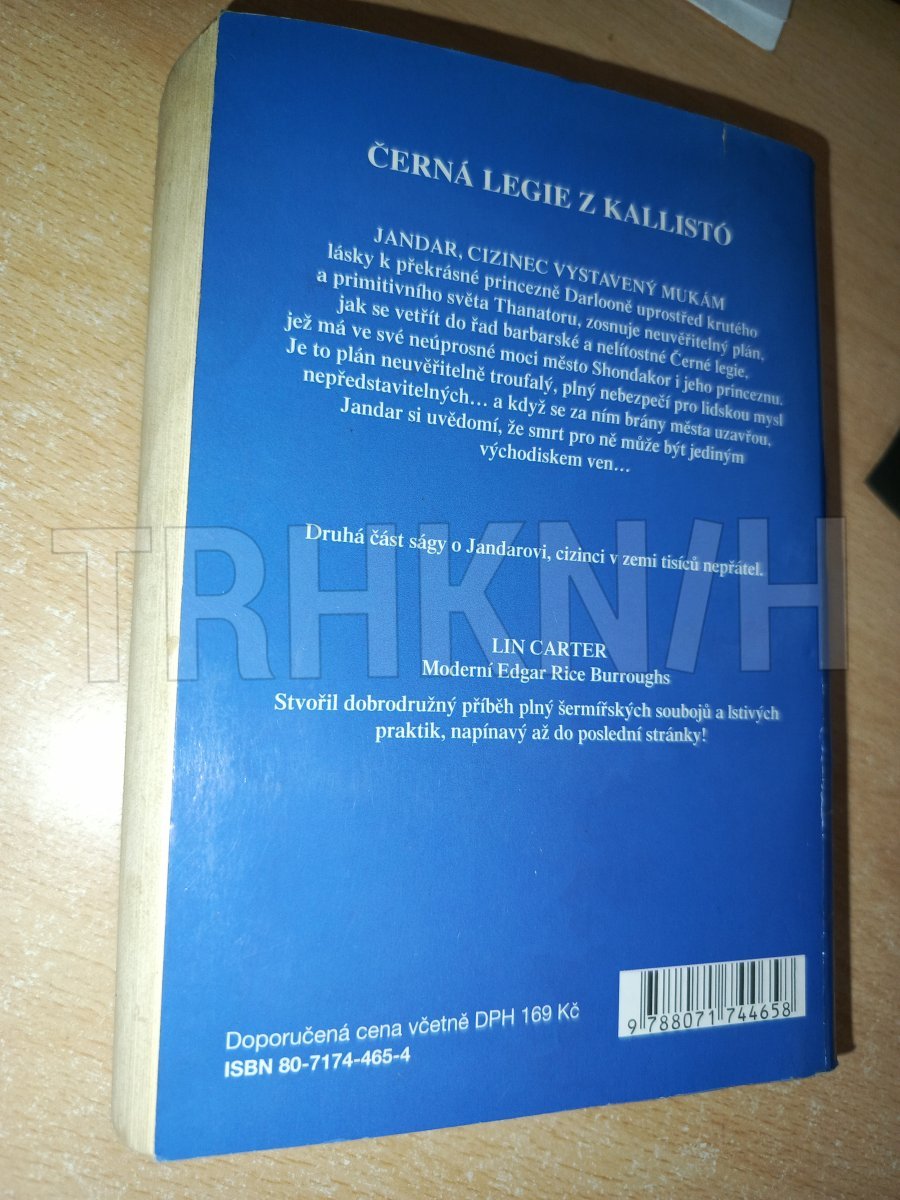 ČERNÁ LEGIE Z KALLISTÓ
JANDAR, CIZINEC VYSTAVENÝ MUKÁM
lásky k překrásné princezně Darlooně uprostřed krutého
a primitivního světa Thanatoru, zosnuje neuvěřitelný plán,
jak se vetřít do řad barbarské a nelítostné Černé legie,
jež má ve své neúprosné moci město Shondakor i jeho princeznu.
Je to plán neuvěřitelně troufalý, plný nebezpečí pro lidskou mysl
nepředstavitelných... a když se za ním brány města uzavřou,
Jandar si uvědomí, že smrt pro ně může být jediným
východiskem ven...
Druhá část ságy o Jandarovi, cizinci v zemi tisíců nepřátel.
TRHKNIH
LIN CARTER
Moderní Edgar Rice Burroughs
Stvořil dobrodružný příběh plný šermířských soubojů a lstivých
praktik, napínavý až do poslední stránky!
Doporučená cena včetně DPH 169 Kč
ISBN 80-7174-465-4
9 788071 744658